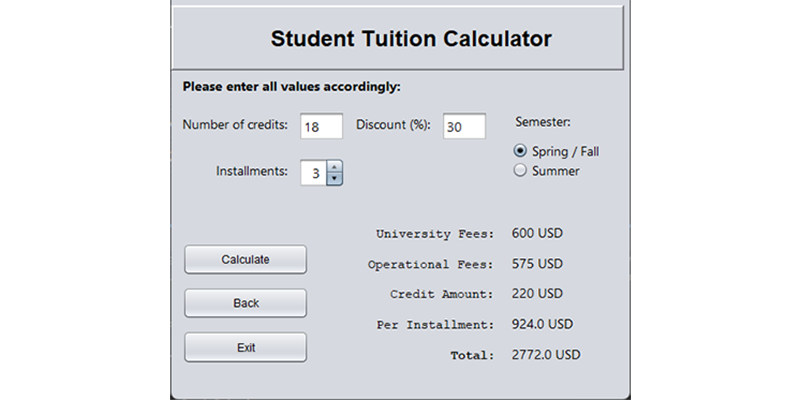 Student Tuition Calculator
Please enter all values accordingly:
Number of credits: 18 Discount (%): 30 Semester:
Spring / Fall
Installments: 3 Summer
University Fees: 600 USD
Calculate Operational Fees: 575 USD
Back Credit Amount: 220 USD
Per Installment: 924.0 USD
Exit Total: 2772.0 USD